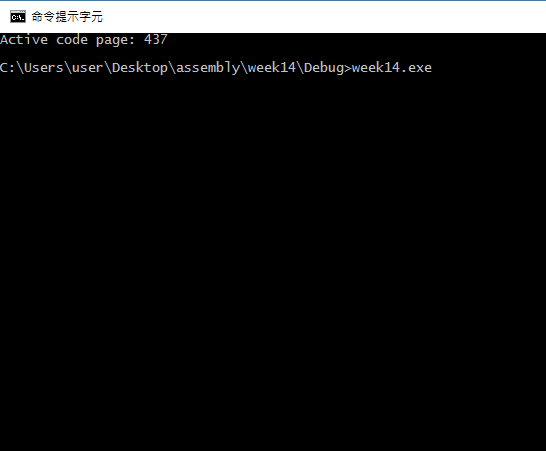 命令提示字元
Active code page: 437
C:\Users\user\Desktop\assembly\week14\Debug>week14.exe